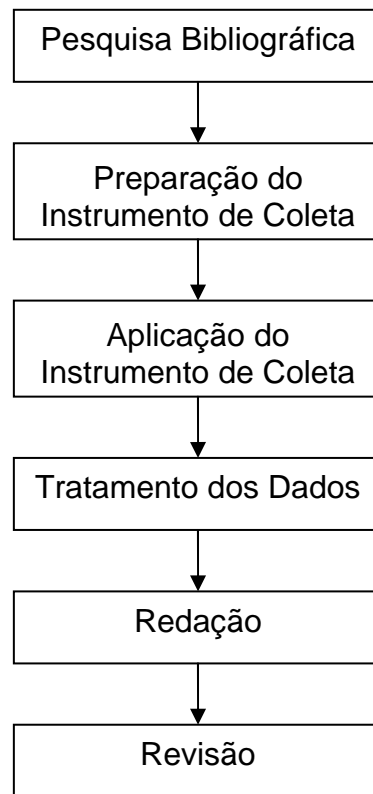 Pesquisa Bibliográfica
Preparação do
Instrumento de Coleta
Aplicação do
Instrumento de Coleta
Tratamento dos Dados
Redação
Revisão